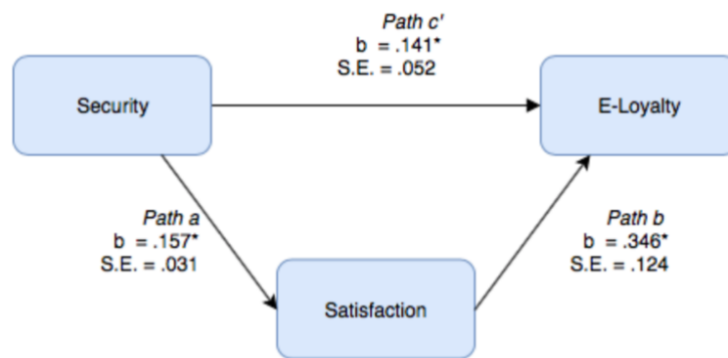 Path c'
b = .141*
S.E. = .052
Security
E-Loyalty
Path a
b = .157*
S.E. = .031
Path b
b = .346*
S.E. = .124
Satisfaction